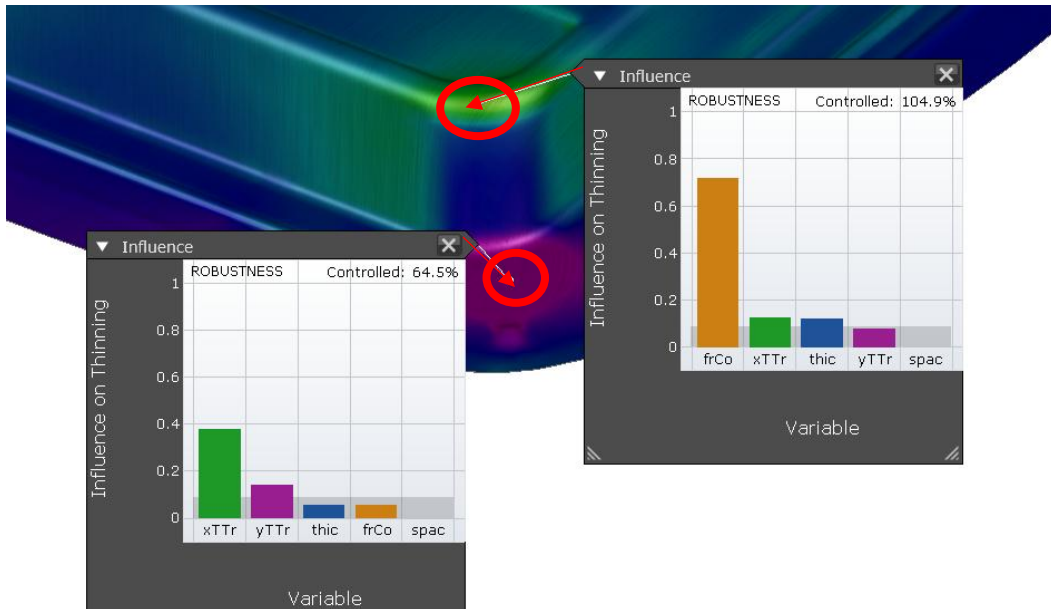 Influence
ROBUSTNESS Controlled: 104.9%
Influence on Thinning
1
0.8
0.6
0.4
0.2
0
frCo xTTr thic yTTr spac
Variable
Influence
ROBUSTNESS Controlled: 64.5%
Influence on Thinning
1
0.8
0.6
0.4
0.2
0
xTTr yTTr thic frCo spac
Variable